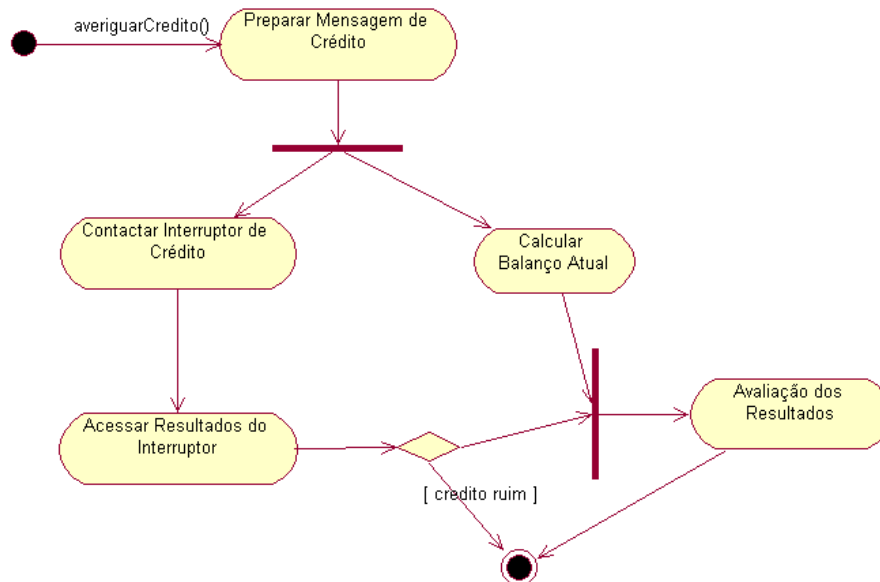 averiguarCredito()
Preparar Mensagem de
Crédito
Contactar Interruptor de
Crédito
Calcular
Balanço Atual
Acessar Resultados do
Interruptor
Avaliação dos
Resultados
[ credito ruim ]